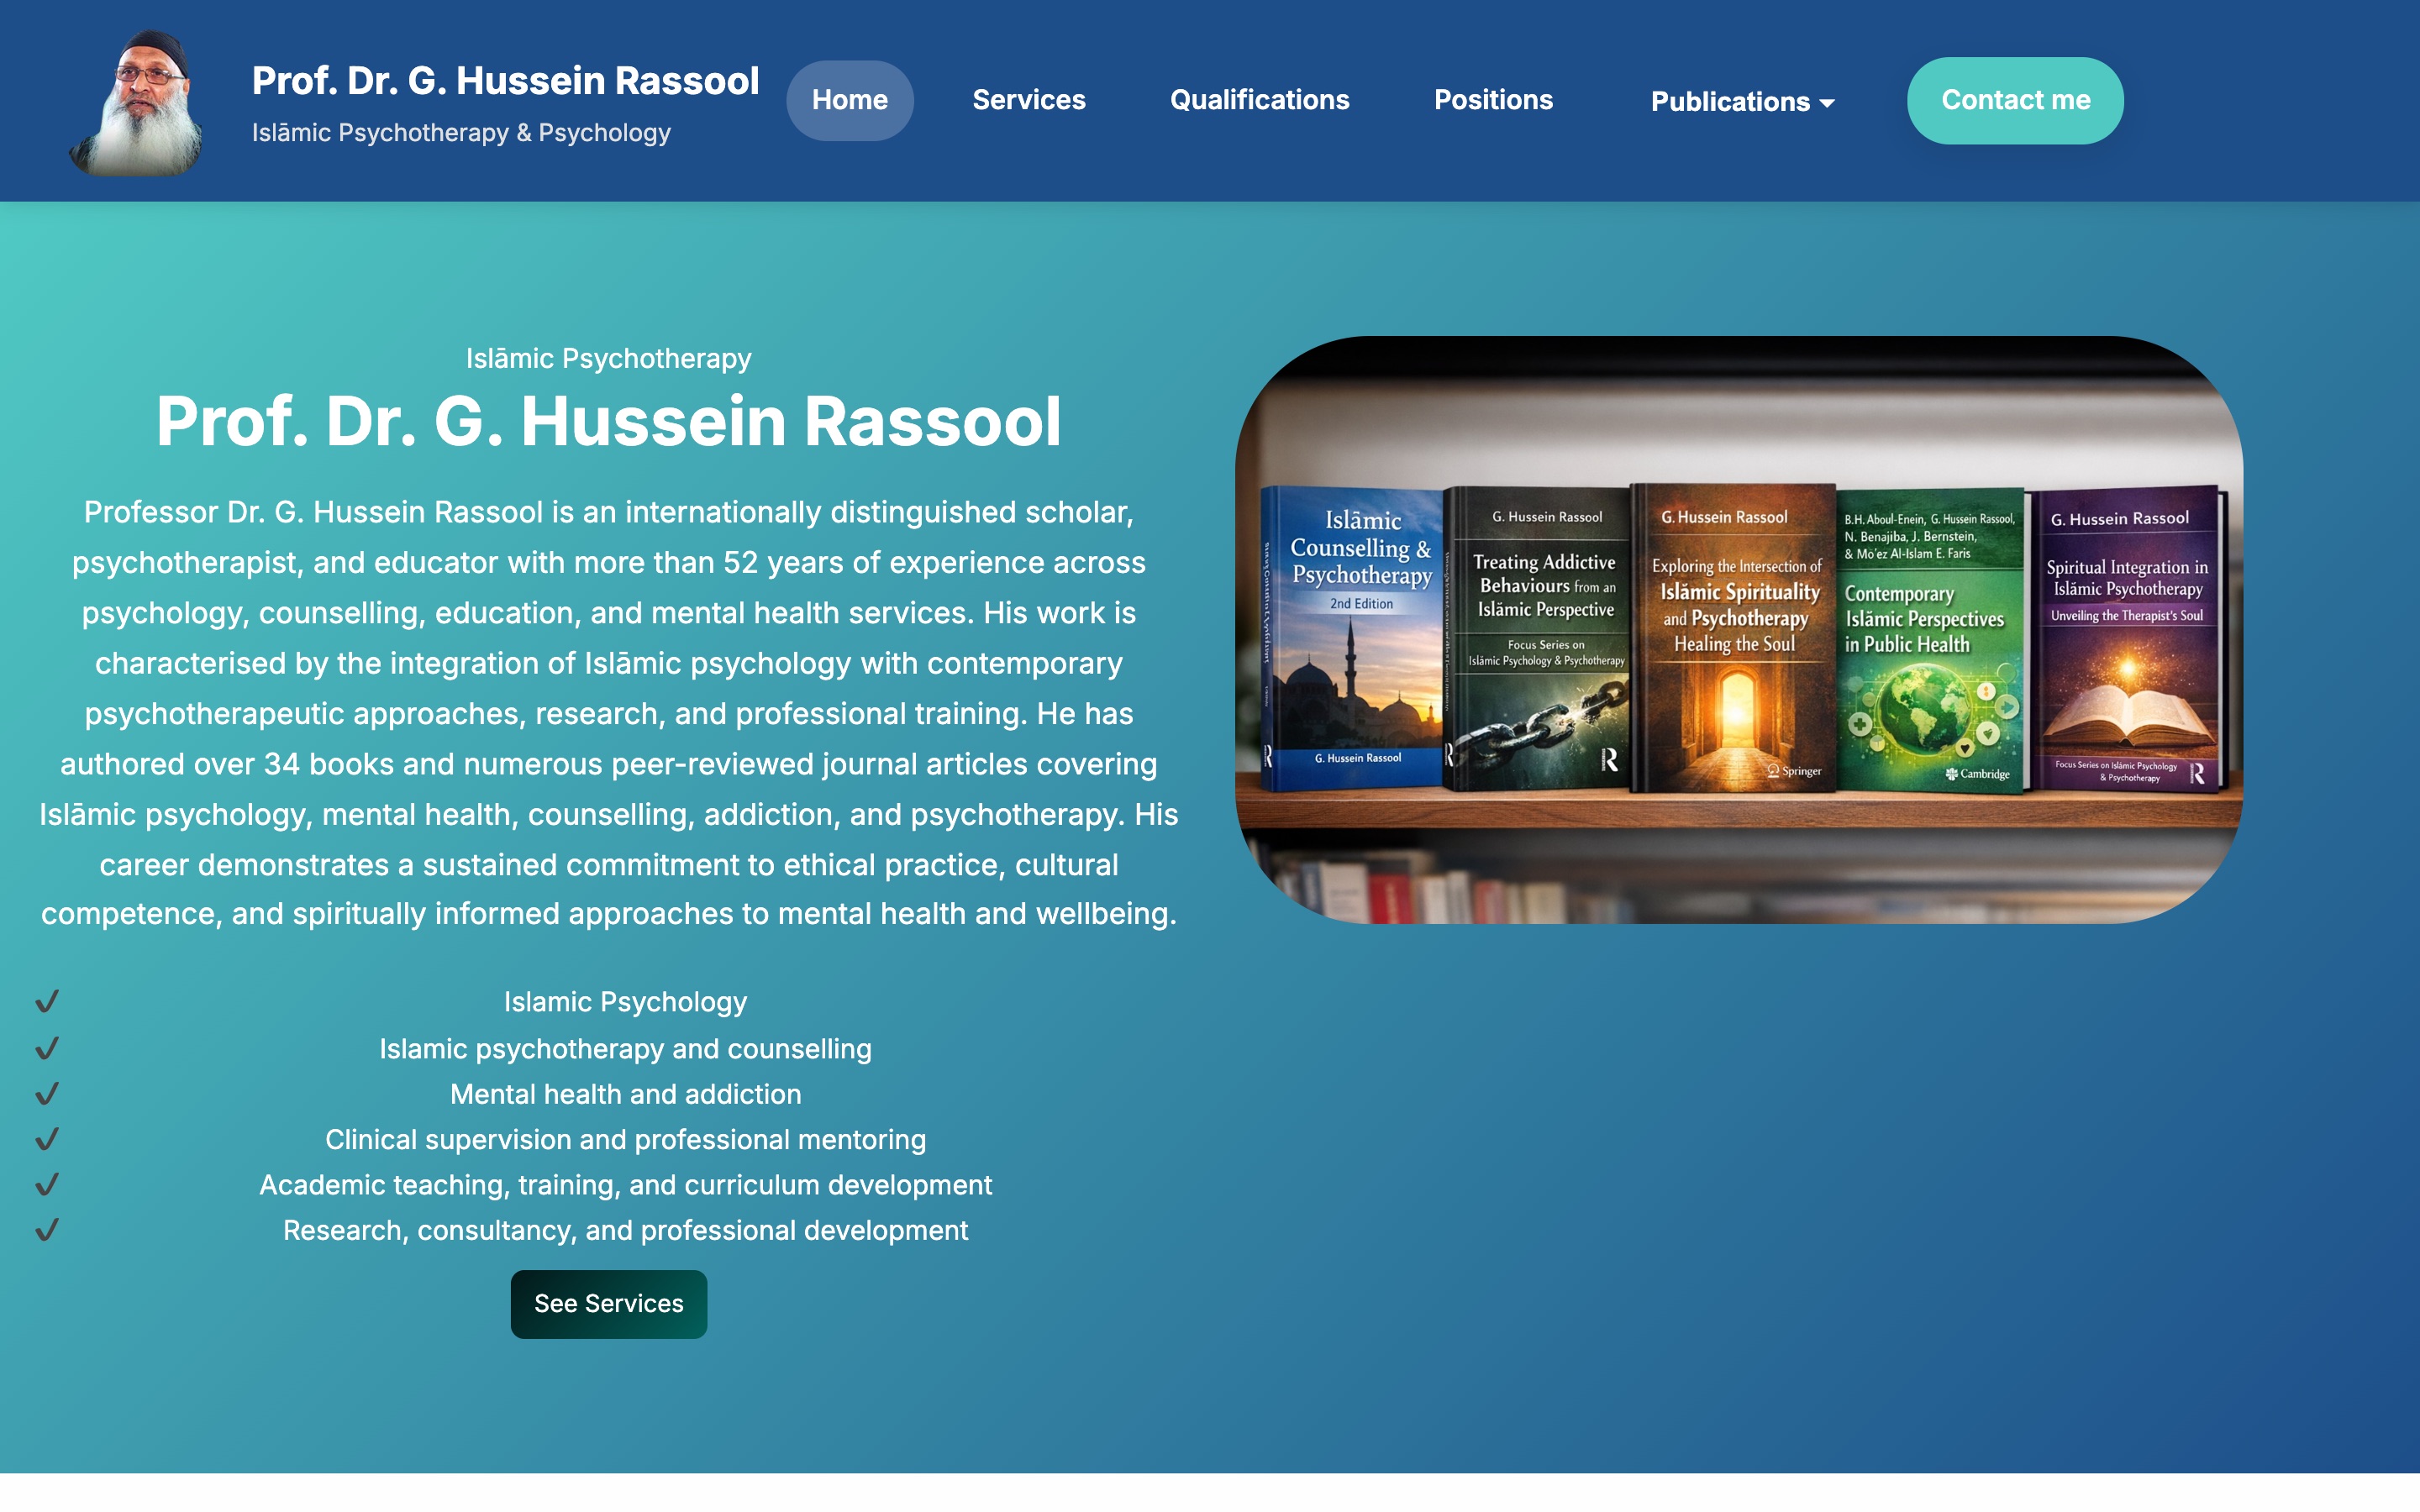 Prof. Dr. G. Hussein Rassool
Islāmic Psychotherapy & Psychology
Home
Services
Qualifications
Positions
Publications
Contact me
Islāmic Psychotherapy
Prof. Dr. G. Hussein Rassool
Professor Dr. G. Hussein Rassool is an internationally distinguished scholar,
psychotherapist, and educator with more than 52 years of experience across
psychology, counselling, education, and mental health services. His work is
characterised by the integration of Islāmic psychology with contemporary
psychotherapeutic approaches, research, and professional training. He has
authored over 34 books and numerous peer-reviewed journal articles covering
Islāmic psychology, mental health, counselling, addiction, and psychotherapy. His
career demonstrates a sustained commitment to ethical practice, cultural
competence, and spiritually informed approaches to mental health and wellbeing.
Islamic Psychology
Islamic psychotherapy and counselling
Mental health and addiction
Clinical supervision and professional mentoring
Academic teaching, training, and curriculum development
Research, consultancy, and professional development
See Services
Islāmic
Counselling &
Psychotherapy
2nd Edition
G. Hussein Rassool
R
G. Hussein Rassool
Treating Addictive
Behaviours from an
Islāmic Perspective
Focus Series on
Islāmic Psychology & Psychotherapy
R
R
G. Hussein Rassool
Exploring the Intersection of
Islāmic Spirituality
and Psychotherapy
Healing the Soul
Springer
B.H. Aboul-Enein, G. Hussein Rassool,
N. Benajiba, J. Bernstein,
& Mo'ez Al-Islam E. Faris
Contemporary
Islāmic Perspectives
in Public Health
Cambridge
G. Hussein Rassool
Spiritual Integration in
Islāmic Psychotherapy
Unveiling the Therapist's Soul
Focus Series on Islāmic Psychology
& Psychotherapy
R